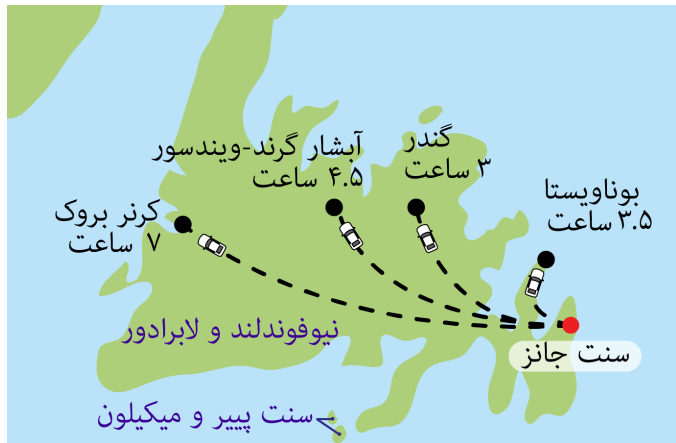 گندر
۳ ساعت
آبشار گرند-ویندسور
۴.۵ ساعت
بوناویستا
۳.۵ ساعت
کرنر بروک
۷ ساعت
نیوفوندلند و لابرادور
سنت جانز
سنت پییر و میکیلون